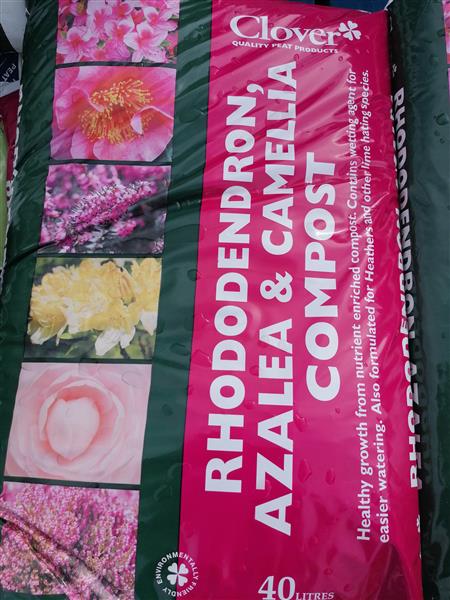 Clover
QUALITY PEAT PRODUCTS
RHODODENDRON,
AZALEA & CAMELLIA
COMPOST
Healthy growth from nutrient enriched compost. Contains wetting agent for
easier watering. Also formulated for Heathers and other lime hating species.
ENVIRONMENTALLY
FRIENDLY
40 LITRES
PEAT